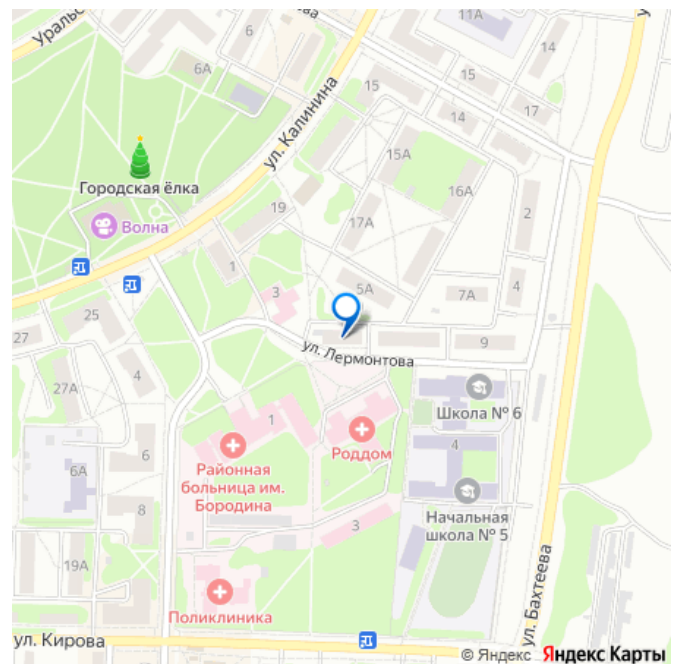 Уральс
ва
6
11А
14
6А
15
15
17
14
ул. Калинина
15А
16А
Городская ёлка
19
2
17А
Волна
1
5А
4
7А
3
25
27
9
ул. Лермонтова
4
27А
Школа № 6
1
4
Роддом
6
Районная
больница им.
Бородина
6А
8
3
Начальная
школа № 5
19А
Поликлиника
ул. Бахтеева
ул. Кирова
© Яндекс Яндекс Карты